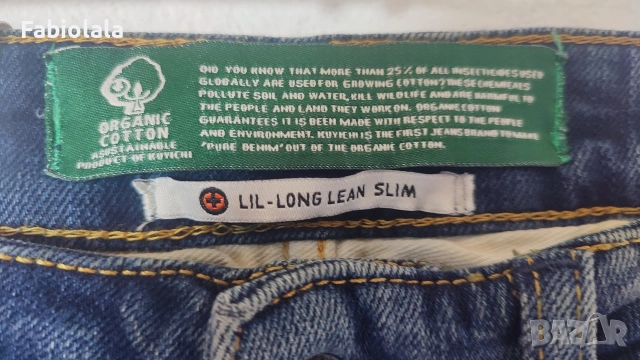 Fabiolala
DID YOU KNOW THAT MORE THAN 25% OF ALL INSECTICIDES USED
GLOBALLY ARE USED FOR GROWING COTTON? THESE CHEMICALS
POLLUTE SOIL AND WATER, KILL WILDLIFE AND ARE HARMFUL TO
THE PEOPLE AND LAND THEY WORK ON. ORGANIC COTTON
GUARANTEES IT IS BEEN MADE WITH RESPECT TO THE PEOPLE
AND ENVIRONMENT. KUYICHI IS THE FIRST JEANS BRAND TO MAKE
"PURE DENIM" OUT OF THE ORGANIC COTTON.
ORGANIC
COTTON
A SUSTAINABLE
PRODUCT OF KUYICHI
LIL-LONG LEAN SLIM
BAZAR